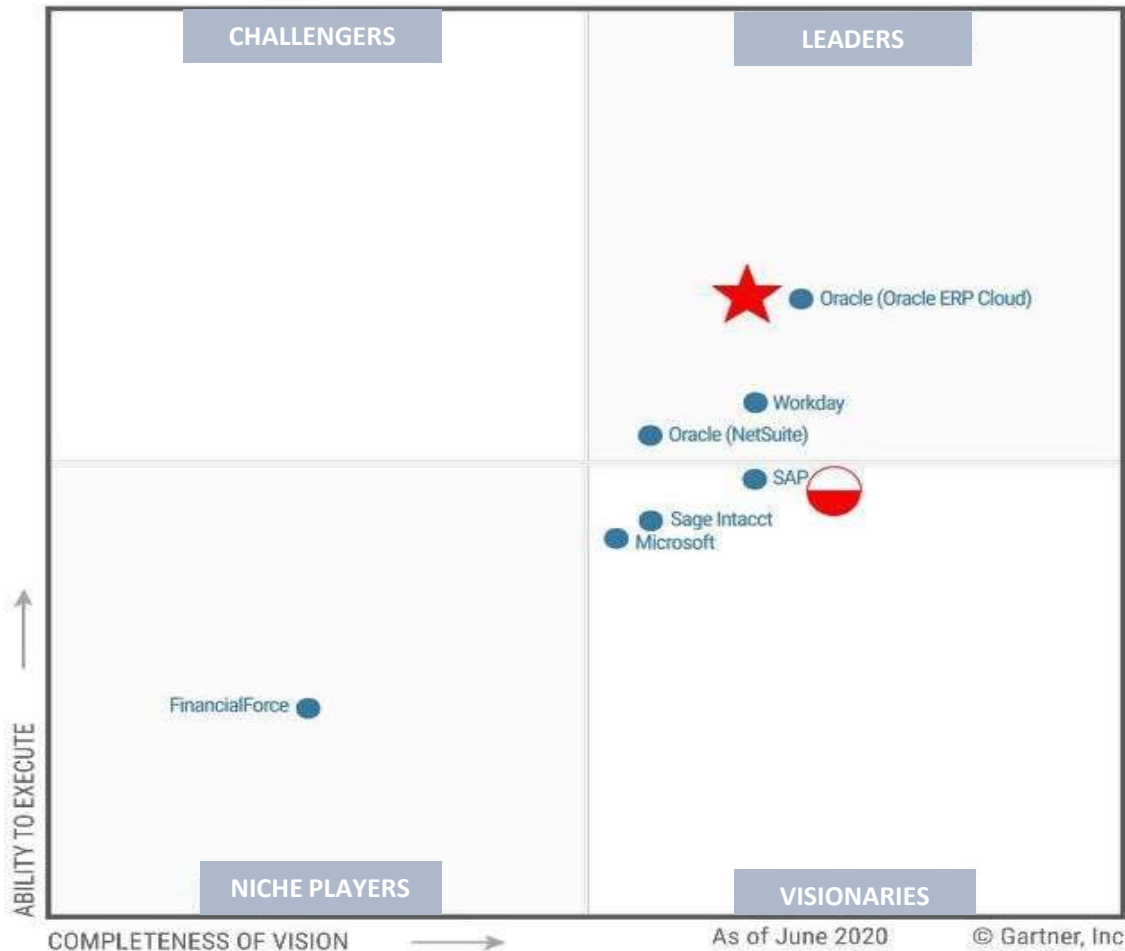 CHALLENGERS
LEADERS
Oracle (Oracle ERP Cloud)
Workday
Oracle (NetSuite)
SAP
Sage Intacct
Microsoft
FinancialForce
ABILITY TO EXECUTE
NICHE PLAYERS
VISIONARIES
COMPLETENESS OF VISION
As of June 2020
© Gartner, Inc